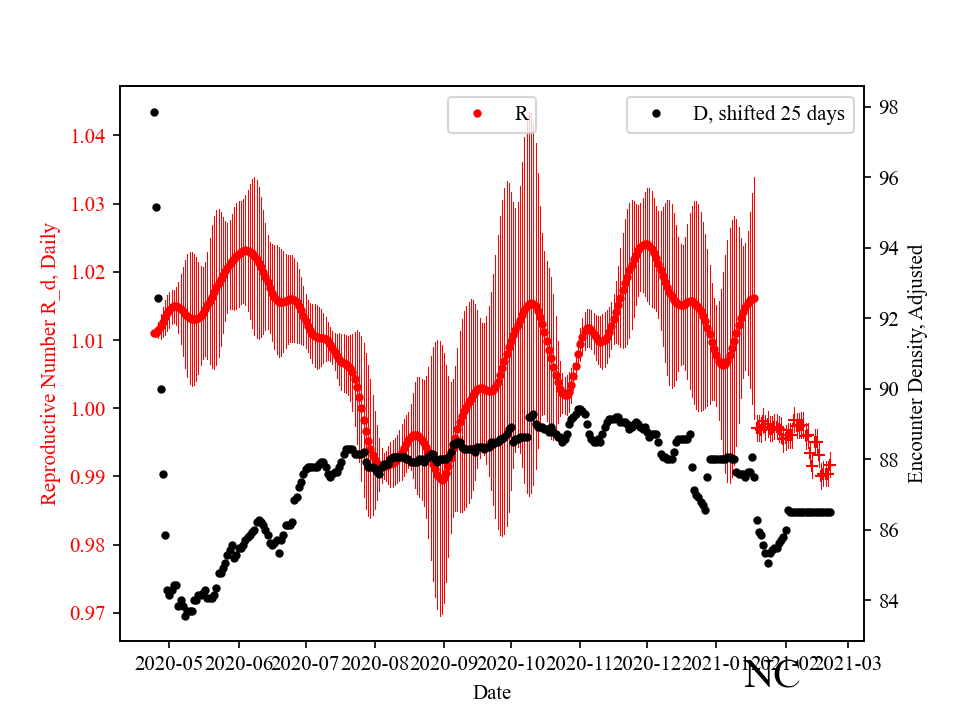 R
D, shifted 25 days
Reproductive Number R_d, Daily
1.04
1.03
1.02
1.01
1.00
0.99
0.98
0.97
98
96
94
92
90
88
86
84
Encounter Density, Adjusted
2020-05 2020-06 2020-07 2020-08 2020-09 2020-10 2020-11 2020-12 2021-01 2021-02 2021-03
Date
NC